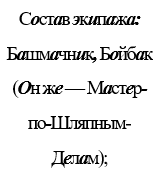 Состав экипажа:
Башмачник, Бойбак
(Он же — Мастер-
по-Шляпным-
Делам);